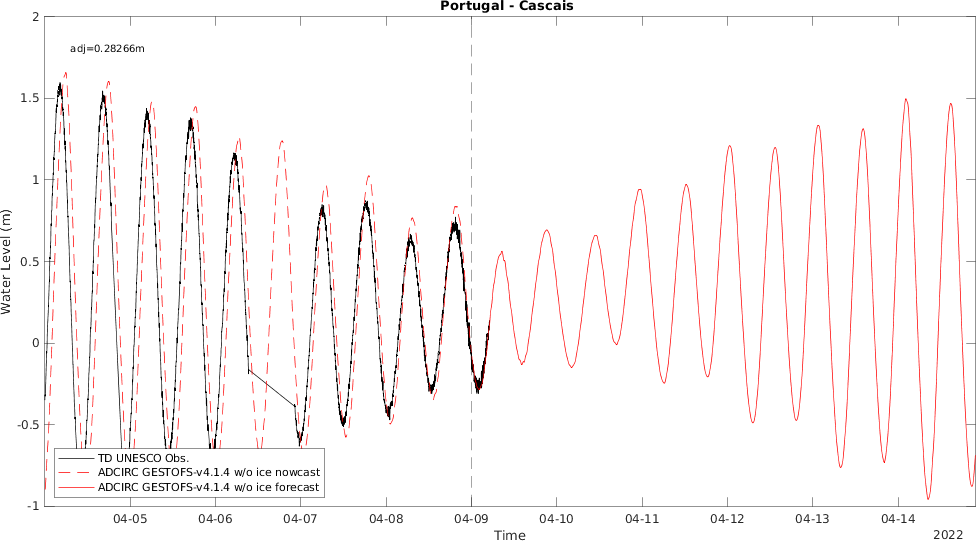 Portugal - Cascais
adj=0.28266m
Water Level (m)
2
1.5
1
0.5
0
-0.5
-1
TD UNESCO Obs.
ADCIRC GESTOFS-v4.1.4 w/o ice nowcast
ADCIRC GESTOFS-v4.1.4 w/o ice forecast
04-05 04-06 04-07 04-08 04-09 04-10 04-11 04-12 04-13 04-14
Time
2022